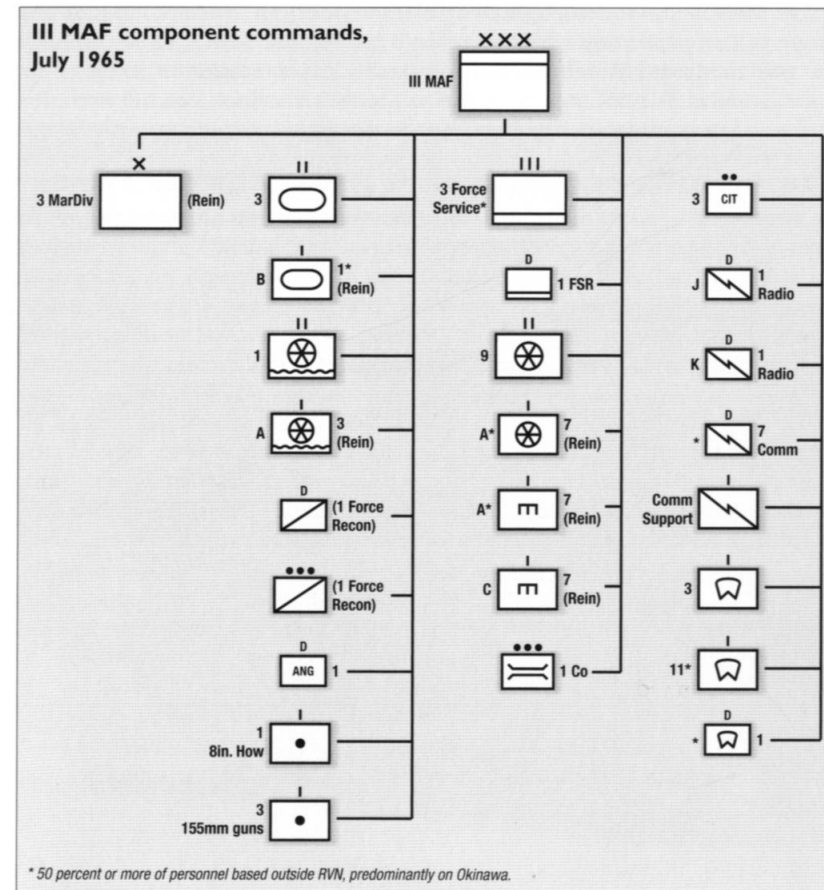 III MAF component commands,
July 1965
×××
III MAF
×
3 MarDiv
(Rein)
II
3
I
B
1*
(Rein)
II
1
I
A
3
(Rein)
D
(1 Force
Recon)
•••
(1 Force
Recon)
D
ANG
1
I
1
8in. How
I
3
155mm guns
III
3 Force
Service*
D
1 FSR
II
9
I
A*
7
(Rein)
I
A*
7
(Rein)
I
C
7
(Rein)
•••
1 Co
••
3
CIT
D
J
1
Radio
D
K
1
Radio
D
*
7
Comm
I
Comm
Support
I
3
I
11*
D
*
1
* 50 percent or more of personnel based outside RVN, predominantly on Okinawa.